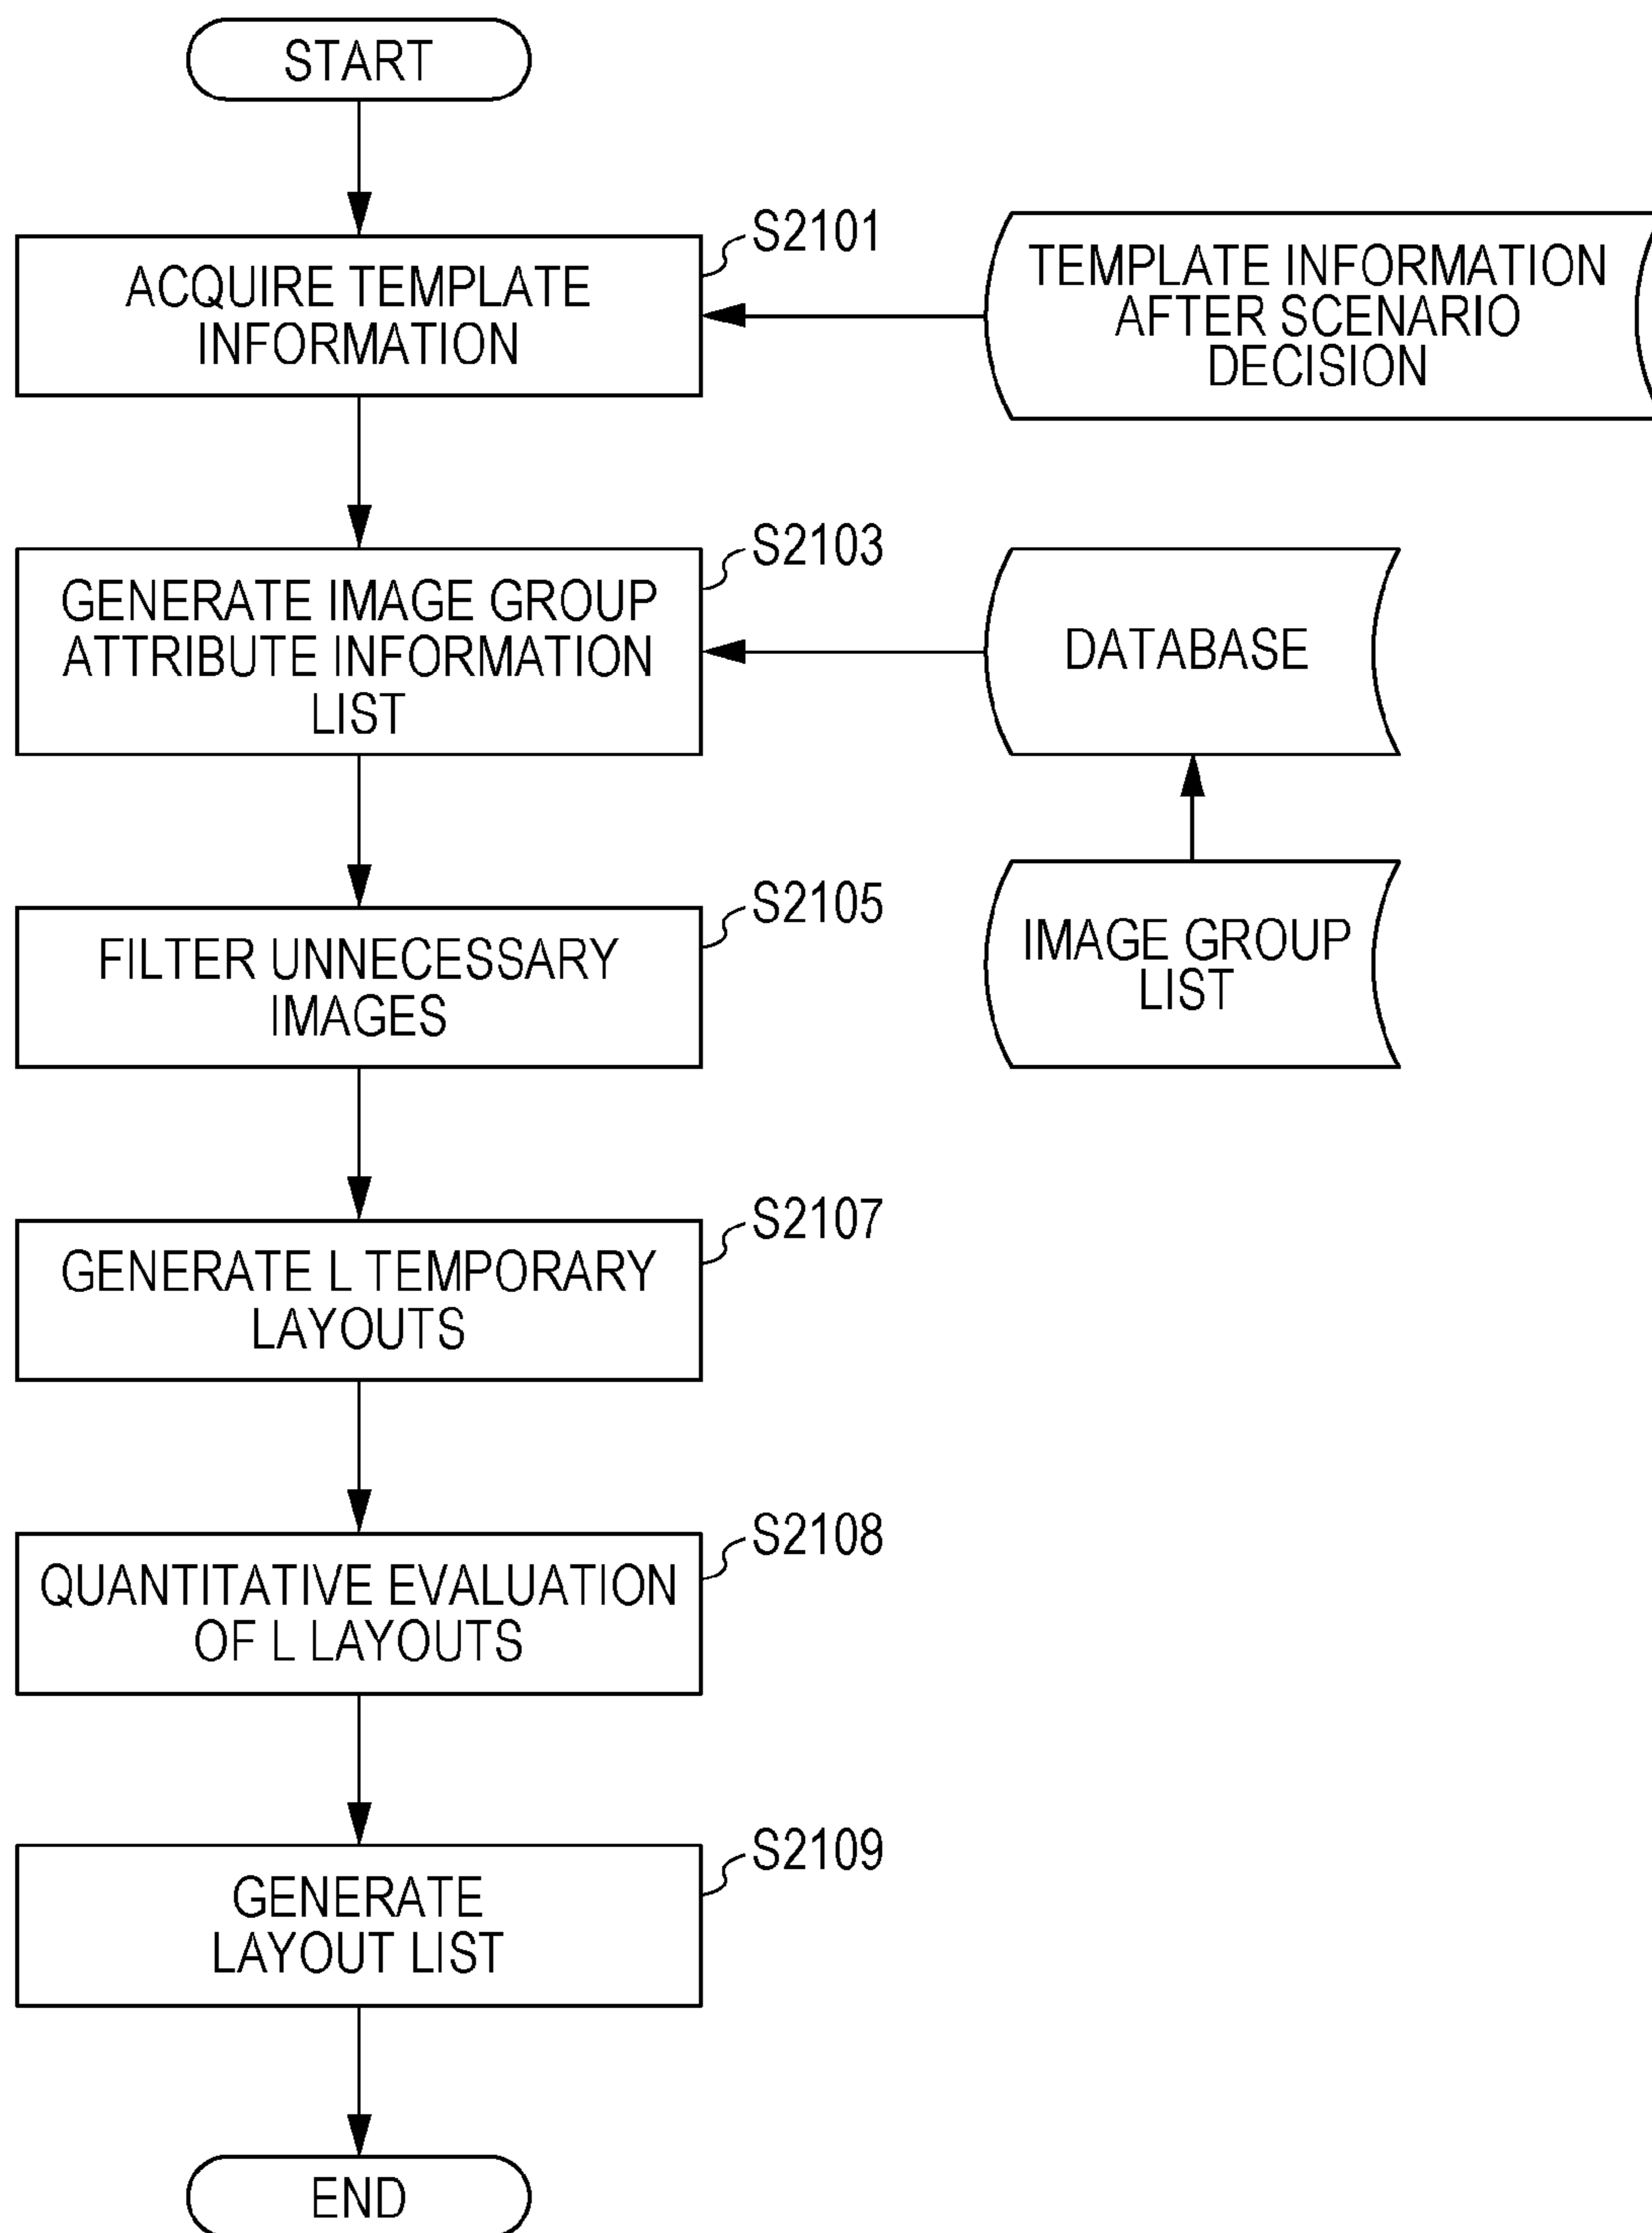 START
S2101
ACQUIRE TEMPLATE
INFORMATION
TEMPLATE INFORMATION
AFTER SCENARIO
DECISION
S2103
GENERATE IMAGE GROUP
ATTRIBUTE INFORMATION
LIST
DATABASE
S2105
FILTER UNNECESSARY
IMAGES
IMAGE GROUP
LIST
S2107
GENERATE L TEMPORARY
LAYOUTS
S2108
QUANTITATIVE EVALUATION
OF L LAYOUTS
S2109
GENERATE
LAYOUT LIST
END